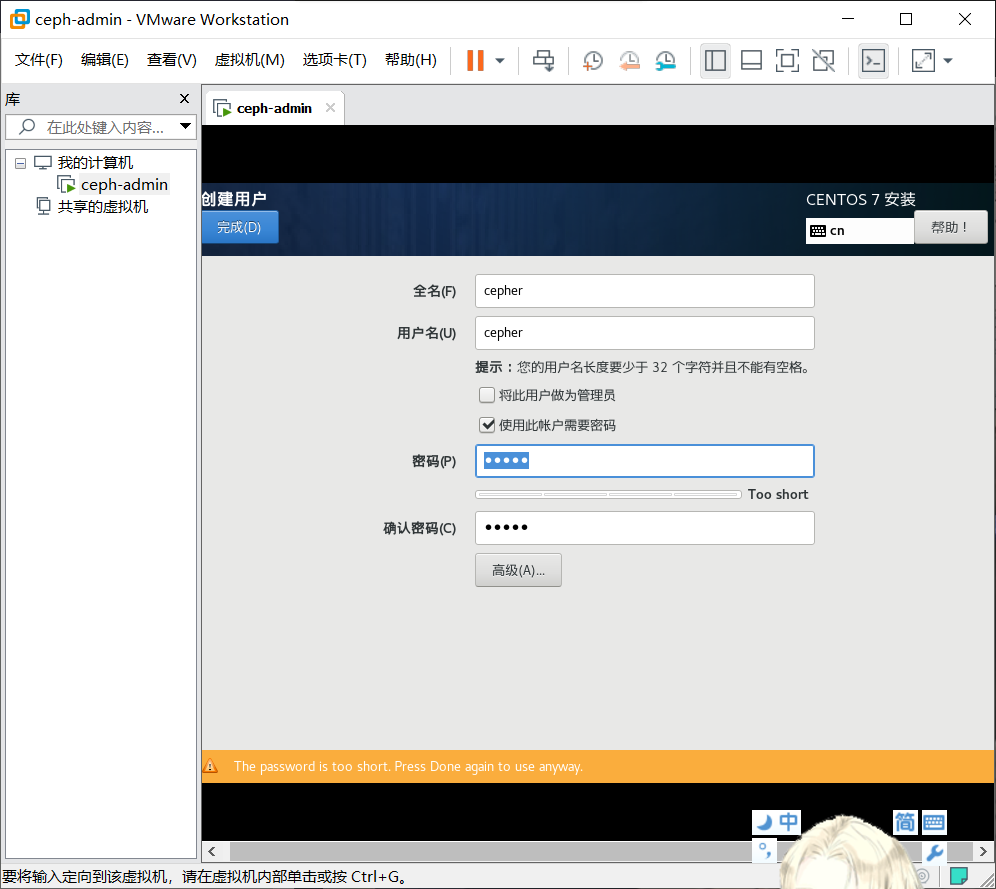 ceph-admin - VMware Workstation
文件(F) 编辑(E) 查看(V) 虚拟机(M) 选项卡(T) 帮助(H)
库
在此处键入内容...
我的计算机
ceph-admin
共享的虚拟机
ceph-admin
创建用户
完成(D)
CENTOS 7 安装
cn
帮助！
全名(F) cepher
用户名(U) cepher
提示：您的用户名长度要少于 32 个字符并且不能有空格。
将此用户做为管理员
使用此帐户需要密码
密码(P) •••••
Too short
确认密码(C) •••••
高级(A)...
The password is too short. Press Done again to use anyway.
中 简
要将输入定向到该虚拟机，请在虚拟机内部单击或按 Ctrl+G。